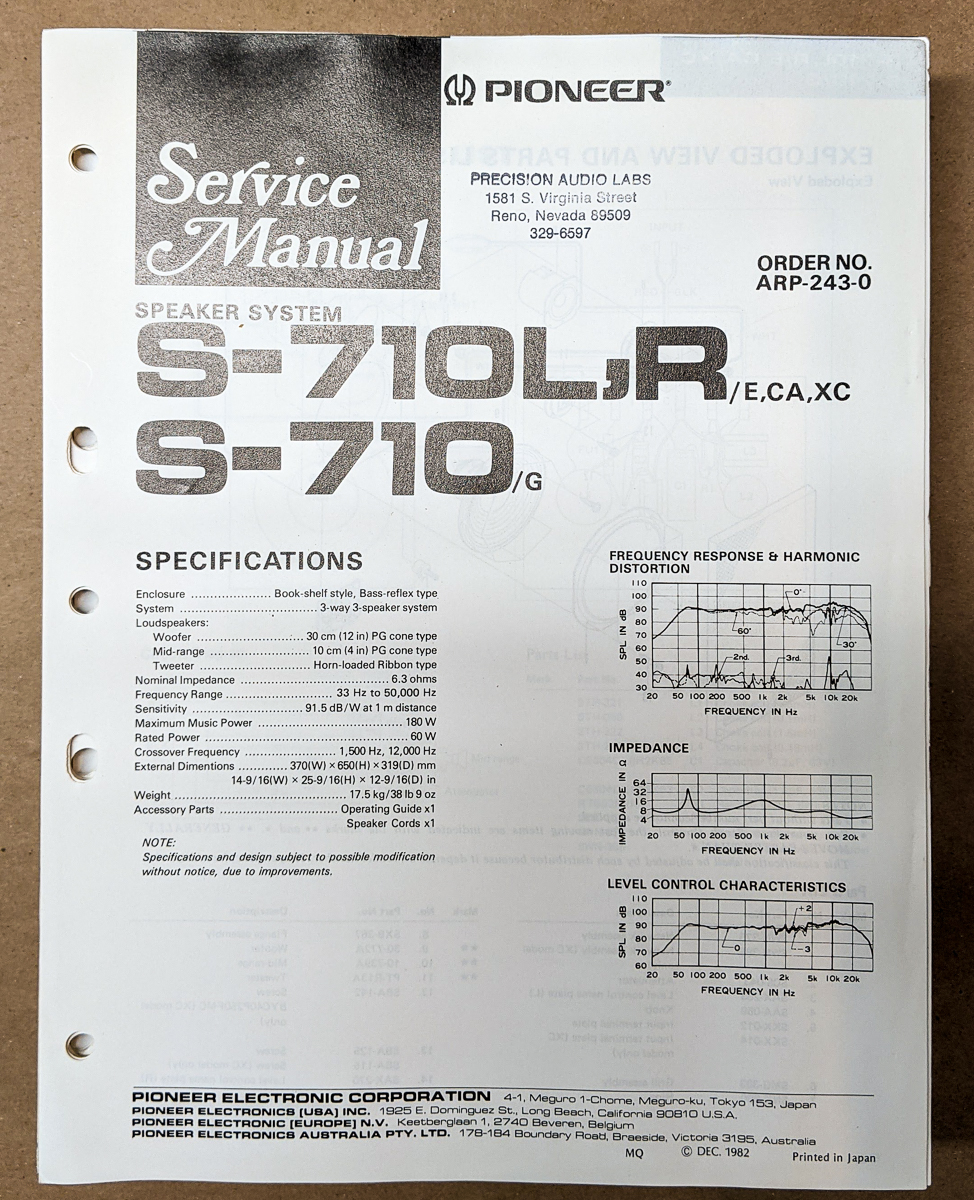 Service
Manual
PIONEER®
PRECISION AUDIO LABS
1581 S. Virginia Street
Reno, Nevada 89509
329-6597
ORDER NO.
ARP-243-0
SPEAKER SYSTEM
S-710L,R/E,CA,XC
S-710/G
SPECIFICATIONS
Enclosure ..................... Book-shelf style, Bass-reflex type
System .................................... 3-way 3-speaker system
Loudspeakers:
Woofer ............................ 30 cm (12 in) PG cone type
Mid-range ......................... 10 cm (4 in) PG cone type
Tweeter ............................. Horn-loaded Ribbon type
Nominal Impedance ....................................... 6.3 ohms
Frequency Range ............................ 33 Hz to 50,000 Hz
Sensitivity ............................... 91.5 dB/W at 1 m distance
Maximum Music Power ..................................... 180 W
Rated Power ................................................... 60 W
Crossover Frequency ........................ 1,500 Hz, 12,000 Hz
External Dimentions ........... 370(W) × 650(H) × 319(D) mm
14-9/16(W) × 25-9/16(H) × 12-9/16(D) in
Weight ............................................. 17.5 kg/38 lb 9 oz
Accessory Parts ................................ Operating Guide x1
Speaker Cords x1
NOTE:
Specifications and design subject to possible modification
without notice, due to improvements.
FREQUENCY RESPONSE & HARMONIC
DISTORTION
SPL IN dB
110
100
90
80
70
60
50
40
30
0°
60°
30°
2nd.
3rd.
20 50 100 200 500 1k 2k 5k 10k 20k
FREQUENCY IN Hz
IMPEDANCE
IMPEDANCE IN Ω
64
32
16
8
4
20 50 100 200 500 1k 2k 5k 10k 20k
FREQUENCY IN Hz
LEVEL CONTROL CHARACTERISTICS
SPL IN dB
110
100
90
80
70
60
+2
0
-3
20 50 100 200 500 1k 2k 5k 10k 20k
FREQUENCY IN Hz
PIONEER ELECTRONIC CORPORATION 4-1, Meguro 1-Chome, Meguro-ku, Tokyo 153, Japan
PIONEER ELECTRONICS [USA] INC. 1925 E. Dominguez St., Long Beach, California 90810 U.S.A.
PIONEER ELECTRONIC [EUROPE] N.V. Keetberglaan 1, 2740 Beveren, Belgium
PIONEER ELECTRONICS AUSTRALIA PTY. LTD. 178-184 Boundary Road, Braeside, Victoria 3195, Australia
MQ © DEC. 1982 Printed in Japan